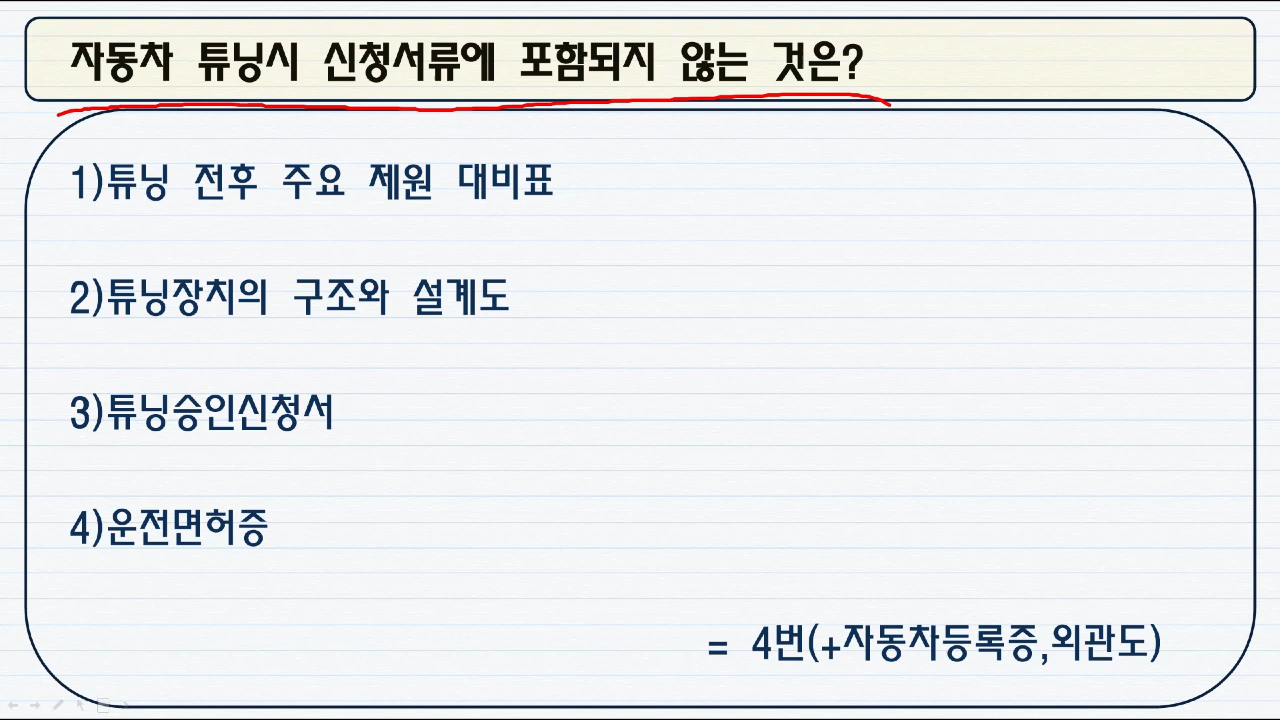 자동차 튜닝시 신청서류에 포함되지 않는 것은?
1)튜닝 전후 주요 제원 대비표
2)튜닝장치의 구조와 설계도
3)튜닝승인신청서
4)운전면허증
= 4번(+자동차등록증,외관도)